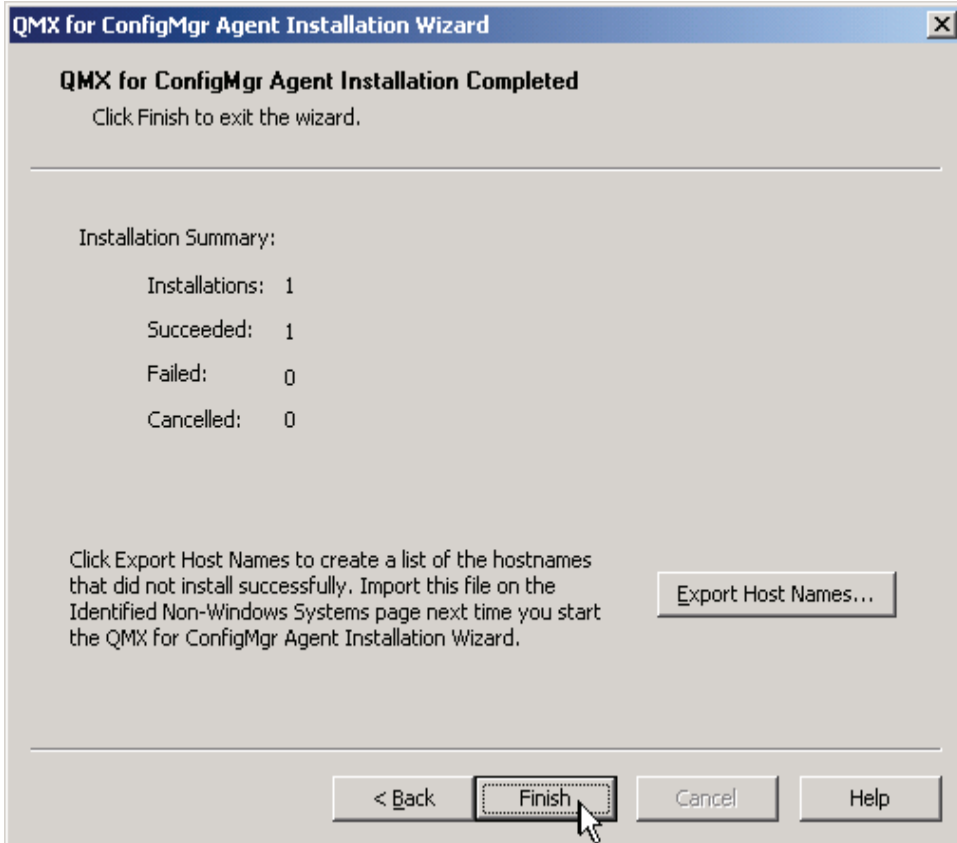 QMX for ConfigMgr Agent Installation Wizard
QMX for ConfigMgr Agent Installation Completed
Click Finish to exit the wizard.
Installation Summary:
Installations: 1
Succeeded: 1
Failed: 0
Cancelled: 0
Click Export Host Names to create a list of the hostnames
that did not install successfully. Import this file on the
Identified Non-Windows Systems page next time you start
the QMX for ConfigMgr Agent Installation Wizard.
Export Host Names...
< Back Finish Cancel Help